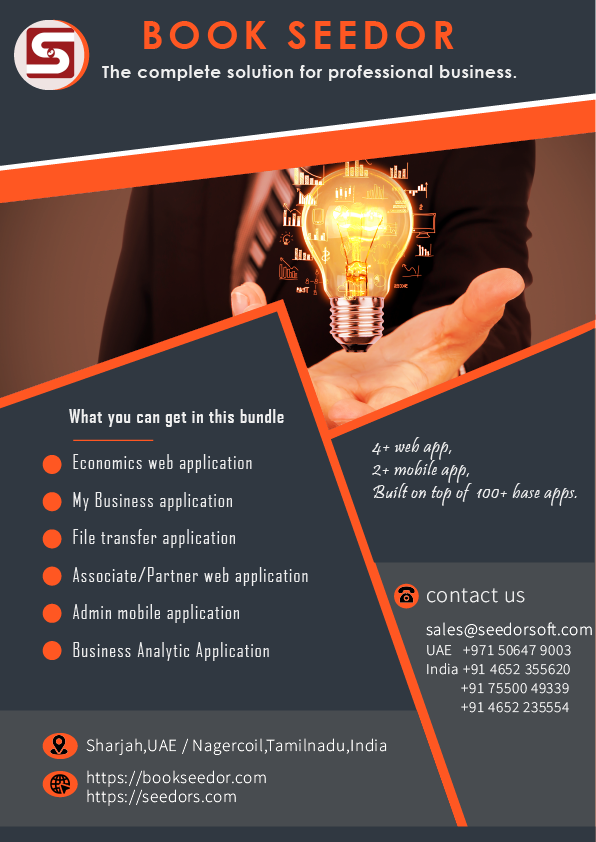 BOOK SEEDOR
The complete solution for professional business.
What you can get in this bundle
Economics web application
My Business application
File transfer application
Associate/Partner web application
Admin mobile application
Business Analytic Application
4+ web app,
2+ mobile app,
Built on top of 100+ base apps.
contact us
sales@seedorsoft.com
UAE +971 50647 9003
India +91 4652 355620
+91 75500 49339
+91 4652 235554
Sharjah,UAE / Nagercoil,Tamilnadu,India
https://bookseedor.com
https://seedors.com